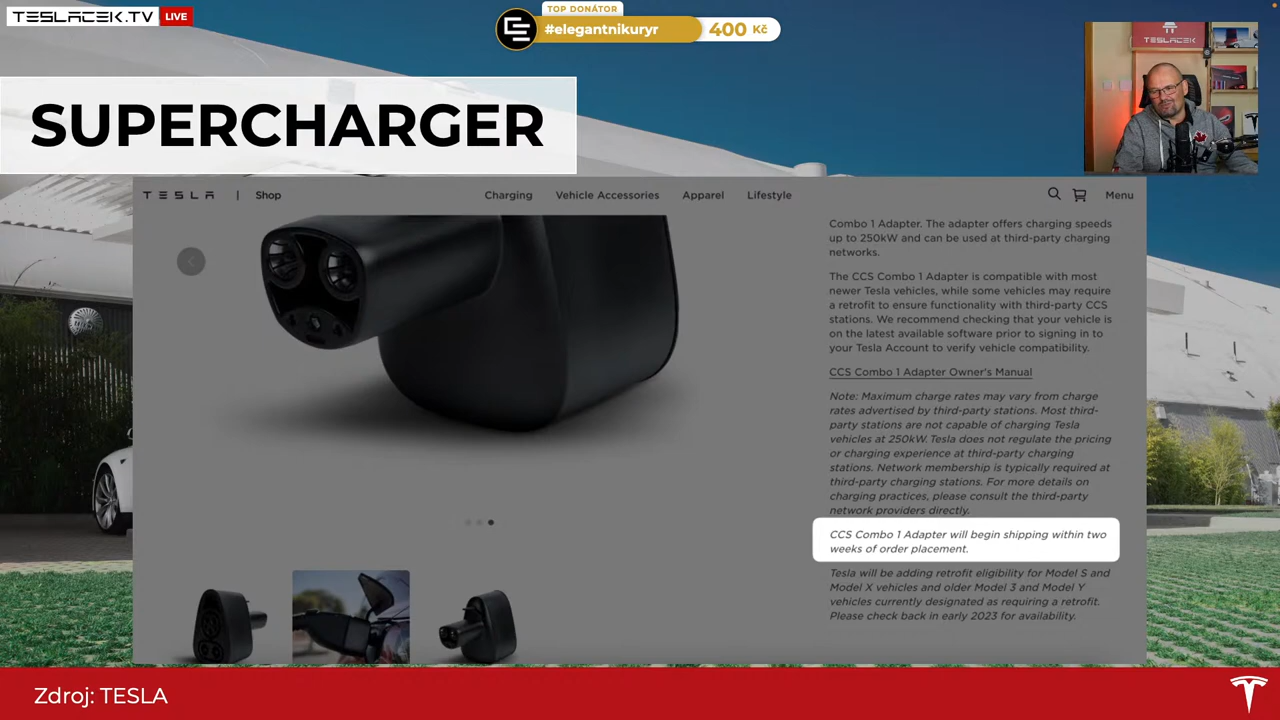 TESLACEK.TV LIVE
TOP DONÁTOR
#elegantnikuryr 400 Kč
TESLACEK
SUPERCHARGER
TESLA | Shop
Charging Vehicle Accessories Apparel Lifestyle
Menu
Combo 1 Adapter. The adapter offers charging speeds
up to 250kW and can be used at third-party charging
networks.
The CCS Combo 1 Adapter is compatible with most
newer Tesla vehicles, while some vehicles may require
a retrofit to ensure functionality with third-party CCS
stations. We recommend checking that your vehicle is
on the latest available software prior to signing in to
your Tesla Account to verify vehicle compatibility.
CCS Combo 1 Adapter Owner's Manual
Note: Maximum charge rates may vary from charge
rates advertised by third-party stations. Most third-
party stations are not capable of charging Tesla
vehicles at 250kW. Tesla does not regulate the pricing
or charging experience at third-party charging
stations. Network membership is typically required at
third-party charging stations. For more details on
charging practices, please consult the third-party
network providers directly.
CCS Combo 1 Adapter will begin shipping within two
weeks of order placement.
Tesla will be adding retrofit eligibility for Model S and
Model X vehicles and older Model 3 and Model Y
vehicles currently designated as requiring a retrofit.
Please check back in early 2023 for availability.
Zdroj: TESLA